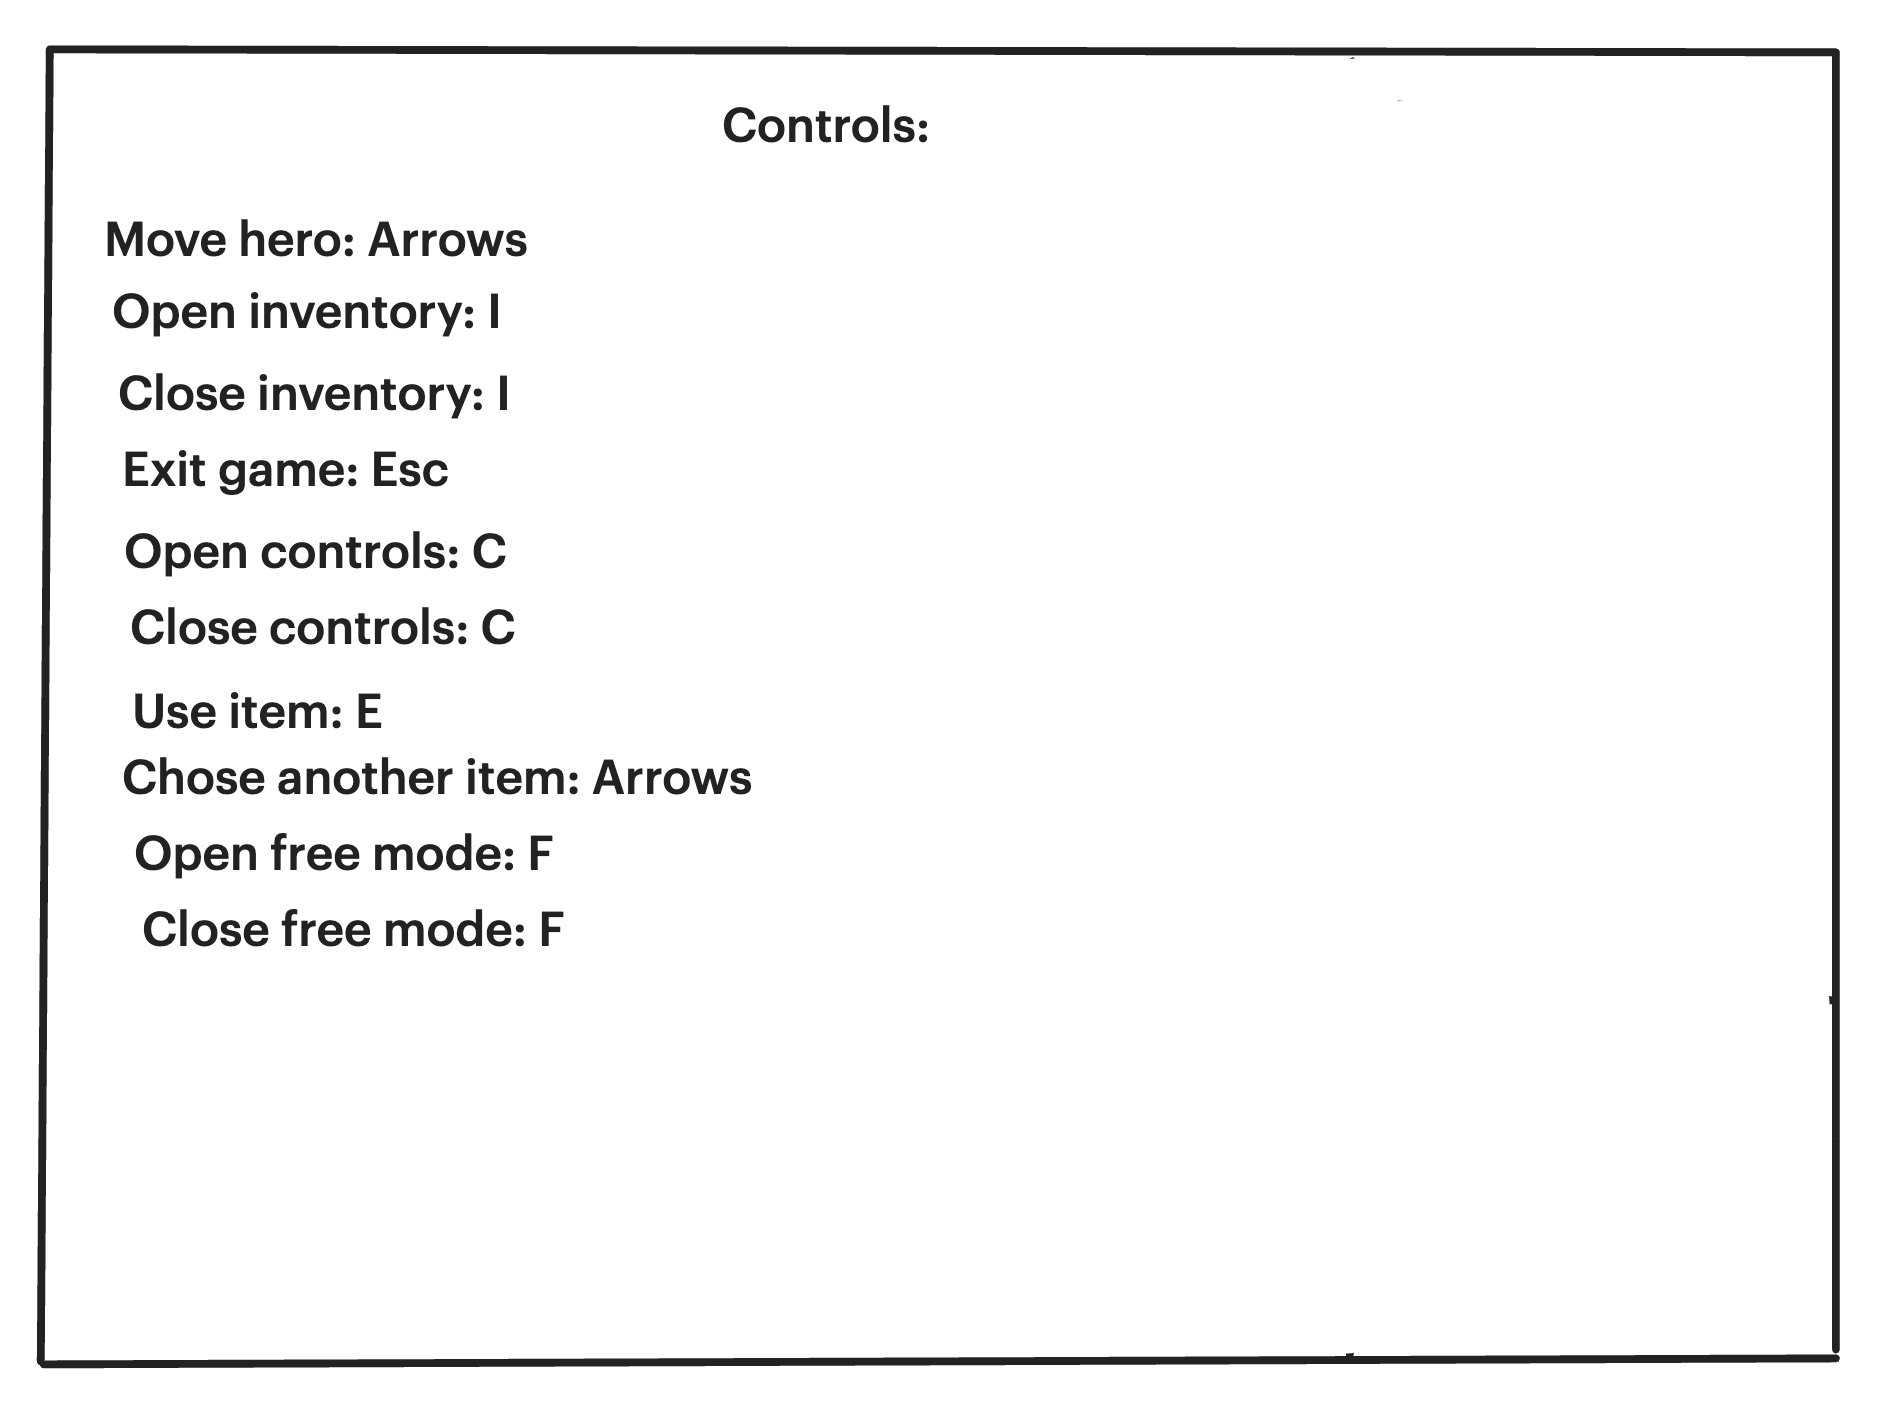 Controls:
Move hero: Arrows
Open inventory: I
Close inventory: I
Exit game: Esc
Open controls: C
Close controls: C
Use item: E
Chose another item: Arrows
Open free mode: F
Close free mode: F